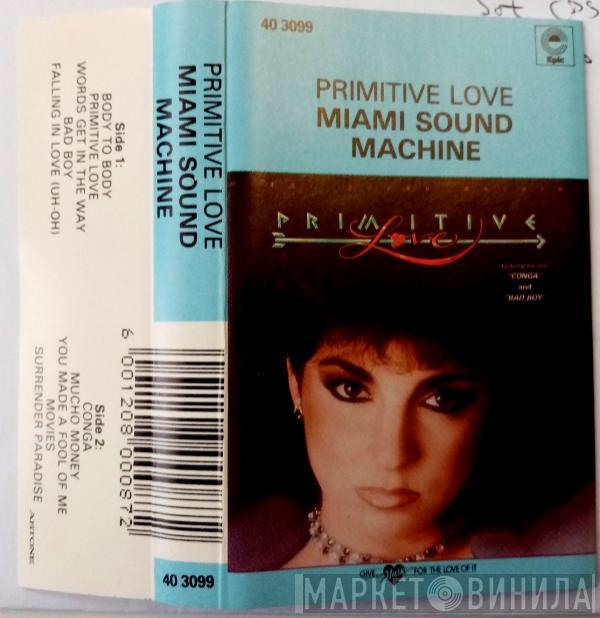 40 3099
Epic
PRIMITIVE LOVE
MIAMI SOUND
MACHINE
PRIMITIVE
Love
"CONGA"
and
"BAD BOY"
GIVE FOR THE LOVE OF IT
PRIMITIVE LOVE
MIAMI SOUND
MACHINE
6 001208 000872
40 3099
Side 1:
BODY TO BODY
PRIMITIVE LOVE
WORDS GET IN THE WAY
BAD BOY
FALLING IN LOVE (UH-OH)
Side 2:
CONGA
MUCHO MONEY
YOU MADE A FOOL OF ME
MOVIES
SURRENDER PARADISE
ARTONE
МАРКЕТ ВИНИЛА